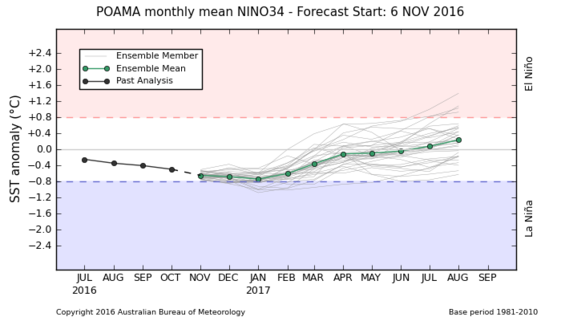 POAMA monthly mean NINO34 - Forecast Start: 6 NOV 2016
Ensemble Member
Ensemble Mean
Past Analysis
SST anomaly (°C)
+2.4
+2.0
+1.6
+1.2
+0.8
+0.4
0.0
−0.4
−0.8
−1.2
−1.6
−2.0
−2.4
El Niño
La Niña
JUL AUG SEP OCT NOV DEC JAN FEB MAR APR MAY JUN JUL AUG SEP
2016 2017
Copyright 2016 Australian Bureau of Meteorology Base period 1981-2010